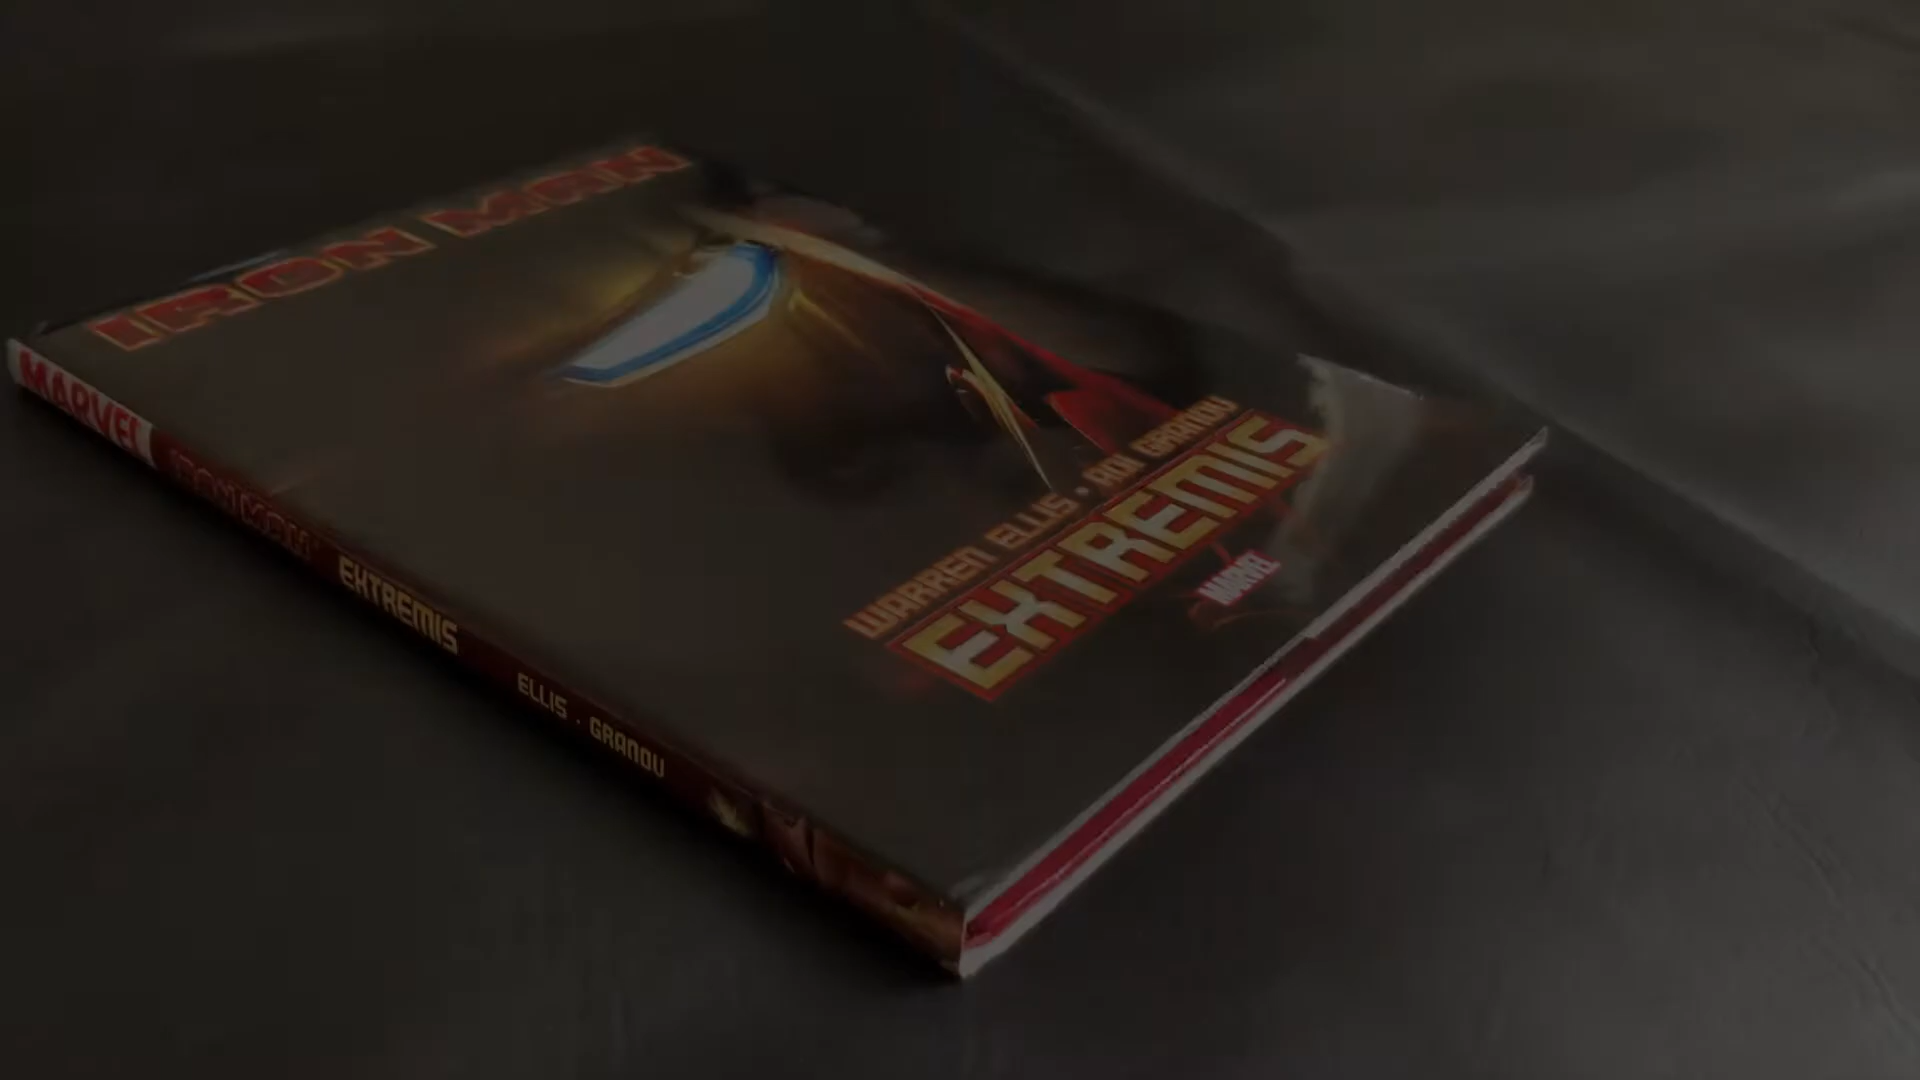 IRON MAN
WARREN ELLIS • ADI GRANOV
EXTREMIS
MARVEL
MARVEL
IRON MAN
EXTREMIS
ELLIS . GRANOV